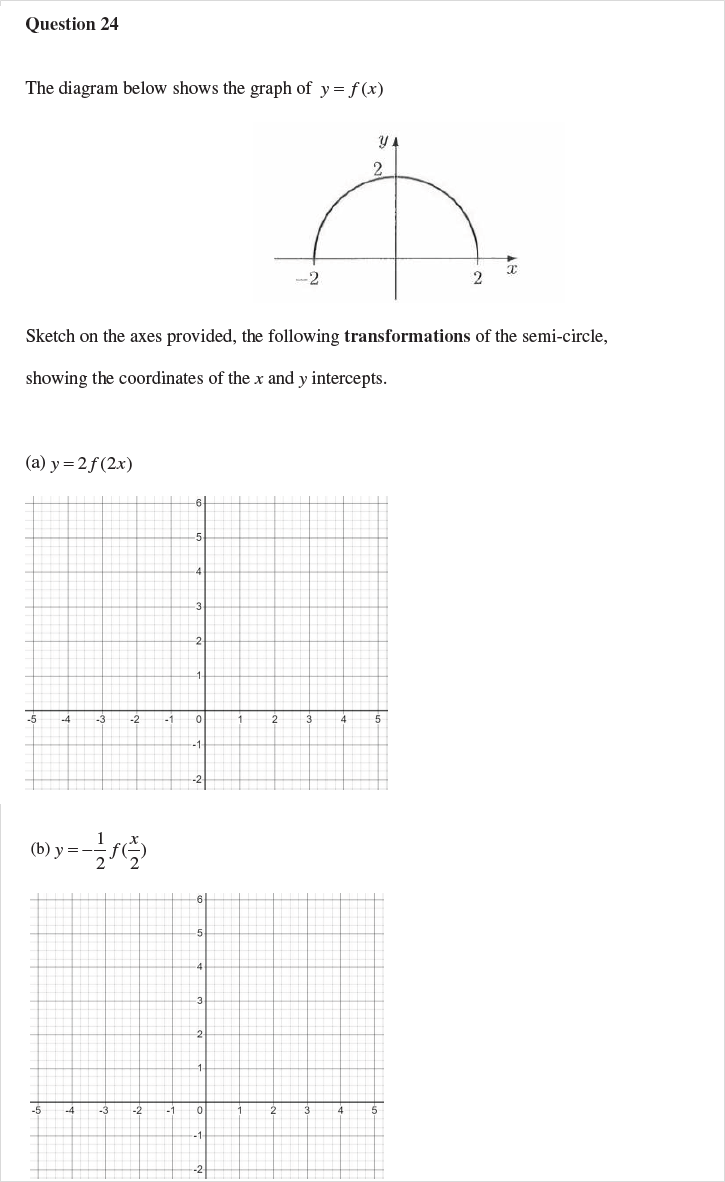 Question 24
The diagram below shows the graph of y = f(x)
y
2
−2
2
x
Sketch on the axes provided, the following transformations of the semi-circle,
showing the coordinates of the x and y intercepts.
(a) y = 2f(2x)
6
5
4
3
2
1
-5 -4 -3 -2 -1 0 1 2 3 4 5
-1
-2
(b) y = −1/2 f(x/2)
6
5
4
3
2
1
-5 -4 -3 -2 -1 0 1 2 3 4 5
-1
-2